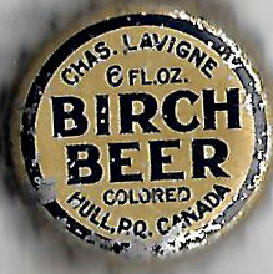 CHAS. LAVIGNE
6 FL.OZ.
BIRCH
BEER
COLORED
HULL, P.Q. CANADA